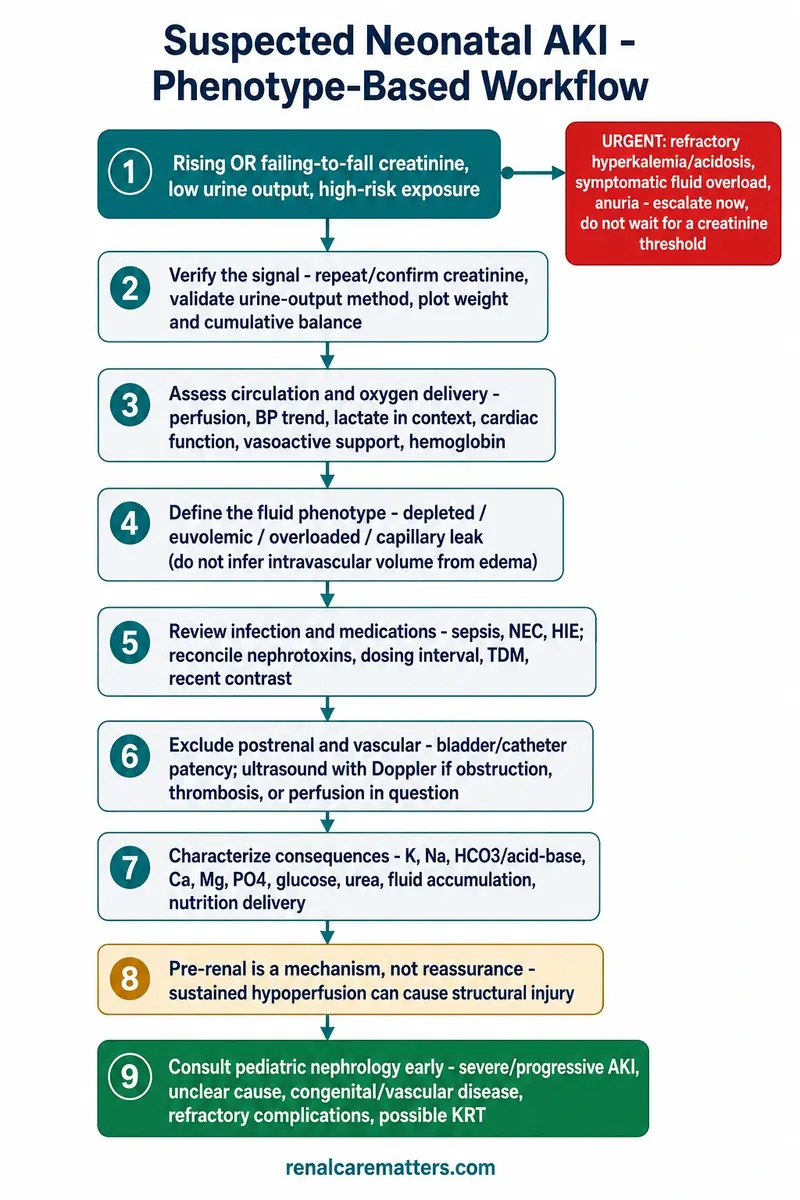 Suspected Neonatal AKI -
Phenotype-Based Workflow
1
Rising OR failing-to-fall creatinine,
low urine output, high-risk exposure
URGENT: refractory
hyperkalemia/acidosis,
symptomatic fluid overload,
anuria - escalate now,
do not wait for a creatinine
threshold
2
Verify the signal - repeat/confirm creatinine,
validate urine-output method, plot weight
and cumulative balance
3
Assess circulation and oxygen delivery -
perfusion, BP trend, lactate in context, cardiac
function, vasoactive support, hemoglobin
4
Define the fluid phenotype - depleted /
euvolemic / overloaded / capillary leak
(do not infer intravascular volume from edema)
5
Review infection and medications - sepsis, NEC, HIE;
reconcile nephrotoxins, dosing interval, TDM,
recent contrast
6
Exclude postrenal and vascular - bladder/catheter
patency; ultrasound with Doppler if obstruction,
thrombosis, or perfusion in question
7
Characterize consequences - K, Na, HCO3/acid-base,
Ca, Mg, PO4, glucose, urea, fluid accumulation,
nutrition delivery
8
Pre-renal is a mechanism, not reassurance -
sustained hypoperfusion can cause structural injury
9
Consult pediatric nephrology early - severe/progressive AKI,
unclear cause, congenital/vascular disease,
refractory complications, possible KRT
renalcarematters.com